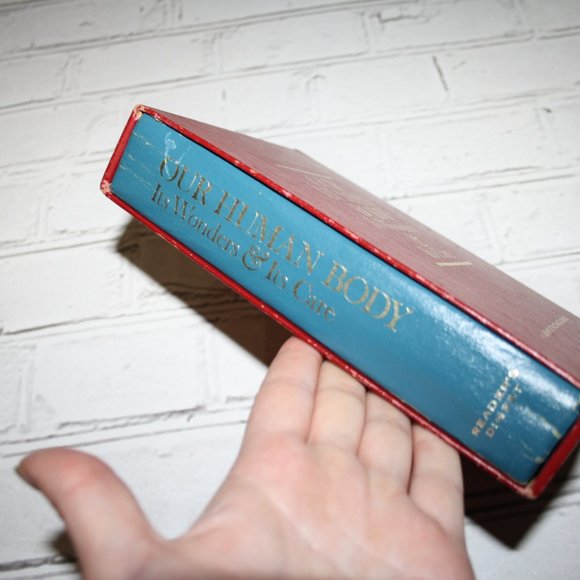 OUR HUMAN BODY
Its Wonders & Its Care
READER'S
DIGEST